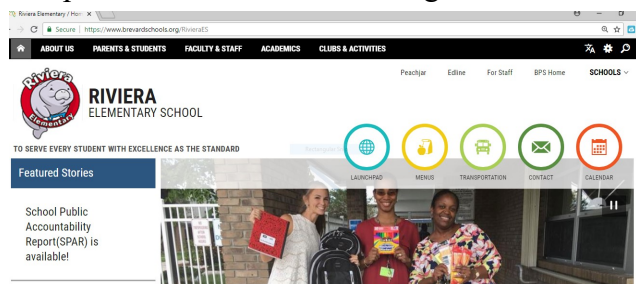 Riviera Elementary / Hom
Secure | https://www.brevardschools.org/RivieraES
ABOUT US PARENTS & STUDENTS FACULTY & STAFF ACADEMICS CLUBS & ACTIVITIES
Peachjar Edline For Staff BPS Home SCHOOLS
Riviera
Elementary
RIVIERA
ELEMENTARY SCHOOL
TO SERVE EVERY STUDENT WITH EXCELLENCE AS THE STANDARD
LAUNCHPAD MENUS TRANSPORTATION CONTACT CALENDAR
Featured Stories
School Public
Accountability
Report(SPAR) is
available!